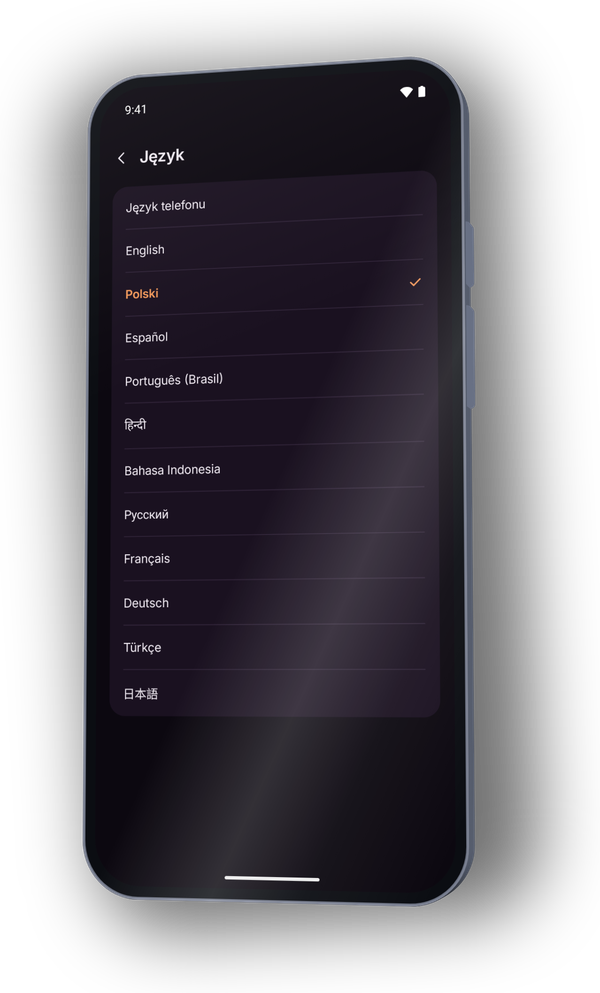 9:41
Język
Język telefonu
English
Polski
Español
Português (Brasil)
हिन्दी
Bahasa Indonesia
Русский
Français
Deutsch
Türkçe
日本語